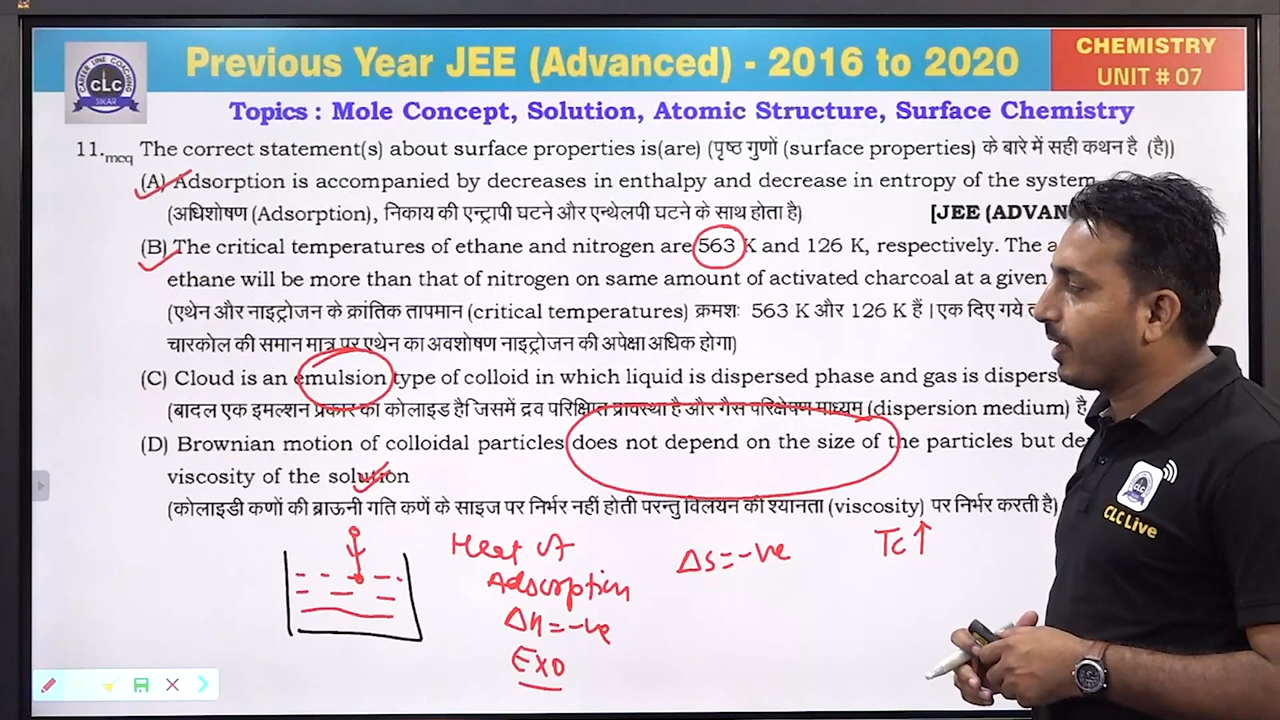 Previous Year JEE (Advanced) - 2016 to 2020
CHEMISTRY
UNIT # 07
CLC
SIKAR
Topics : Mole Concept, Solution, Atomic Structure, Surface Chemistry
11.mcq The correct statement(s) about surface properties is(are) (पृष्ठ गुणों (surface properties) के बारे में सही कथन है (है))
(A) Adsorption is accompanied by decreases in enthalpy and decrease in entropy of the system
(अधिशोषण (Adsorption), निकाय की एन्ट्रापी घटने और एन्थेलपी घटने के साथ होता है) [JEE (ADVAN
(B) The critical temperatures of ethane and nitrogen are 563 K and 126 K, respectively. The a
ethane will be more than that of nitrogen on same amount of activated charcoal at a given
(एथेन और नाइट्रोजन के क्रांतिक तापमान (critical temperatures) क्रमशः 563 K और 126 K हैं । एक दिए गये
चारकोल की समान मात्र पर एथेन का अवशोषण नाइट्रोजन की अपेक्षा अधिक होगा)
(C) Cloud is an emulsion type of colloid in which liquid is dispersed phase and gas is dispers
(बादल एक इमल्शन प्रकार का कोलाइड है जिसमें द्रव परिक्षिप्त प्रावस्था है और गैस परिक्षेपण माध्यम (dispersion medium) है
(D) Brownian motion of colloidal particles does not depend on the size of the particles but de
viscosity of the solution
(कोलाइडी कणों की ब्राऊनी गति कणें के साइज पर निर्भर नहीं होती परन्तु विलयन की श्यानता (viscosity) पर निर्भर करती है)
Heat of
Adsorption
ΔH = -ve
Exo
ΔS = -ve
Tc ↑
CLC
CLC Live